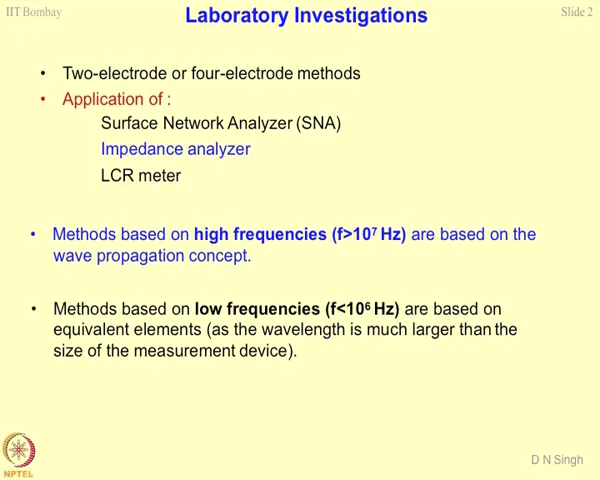 IIT Bombay
Laboratory Investigations
Slide 2
• Two-electrode or four-electrode methods
• Application of :
Surface Network Analyzer (SNA)
Impedance analyzer
LCR meter
• Methods based on high frequencies (f>10⁷ Hz) are based on the
wave propagation concept.
• Methods based on low frequencies (f<10⁶ Hz) are based on
equivalent elements (as the wavelength is much larger than the
size of the measurement device).
NPTEL
D N Singh